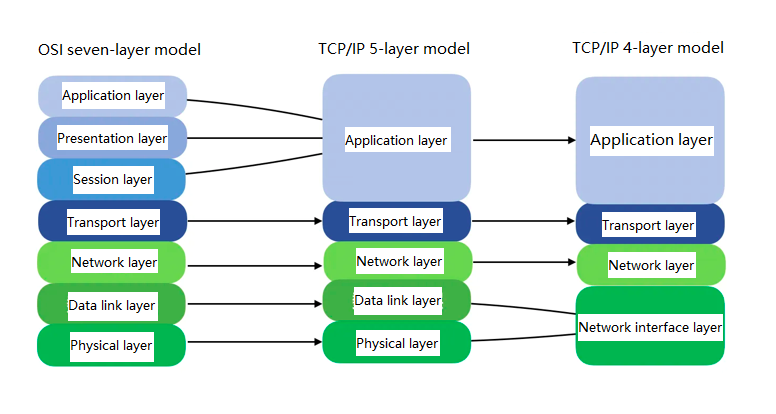 OSI seven-layer model
Application layer
Presentation layer
Session layer
Transport layer
Network layer
Data link layer
Physical layer
TCP/IP 5-layer model
Application layer
Transport layer
Network layer
Data link layer
Physical layer
TCP/IP 4-layer model
Application layer
Transport layer
Network layer
Network interface layer